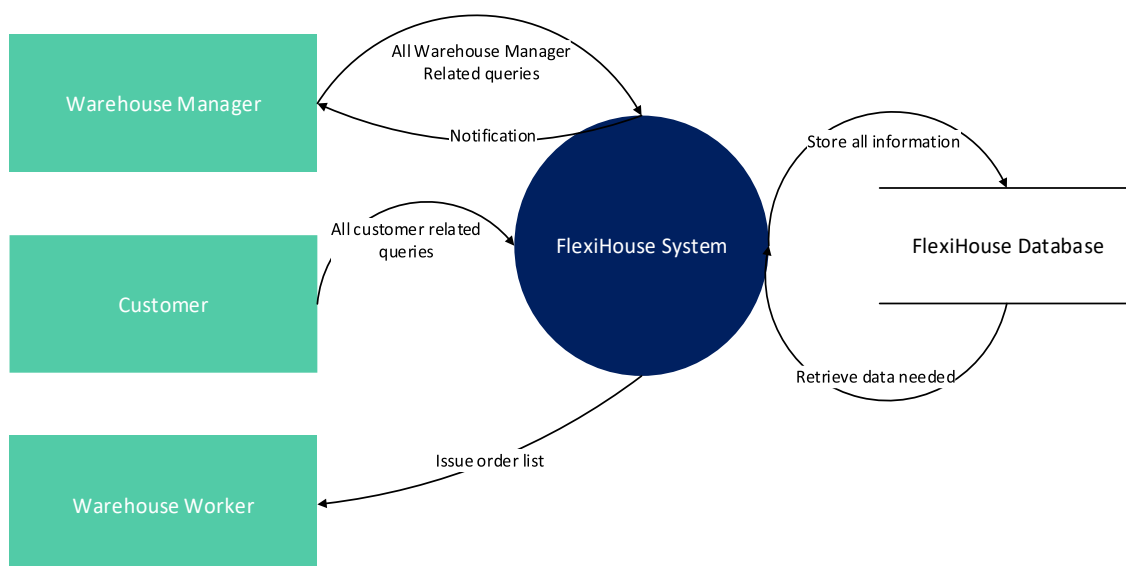 All Warehouse Manager
Related queries
Warehouse Manager
Notification
Store all information
All customer related
queries
FlexiHouse System
FlexiHouse Database
Customer
Retrieve data needed
Issue order list
Warehouse Worker